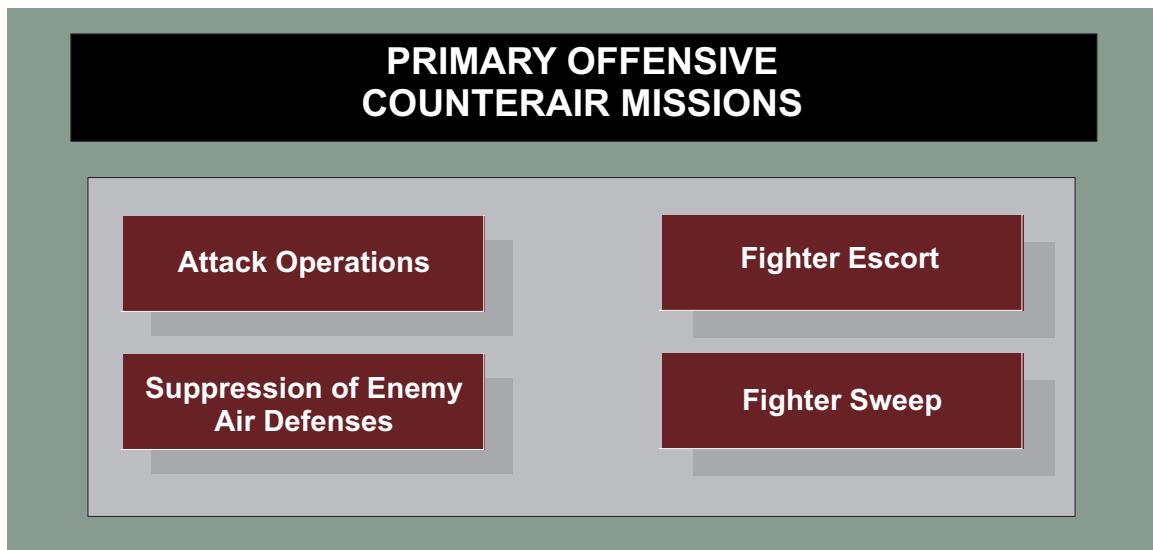 PRIMARY OFFENSIVE
COUNTERAIR MISSIONS
Attack Operations
Fighter Escort
Suppression of Enemy
Air Defenses
Fighter Sweep